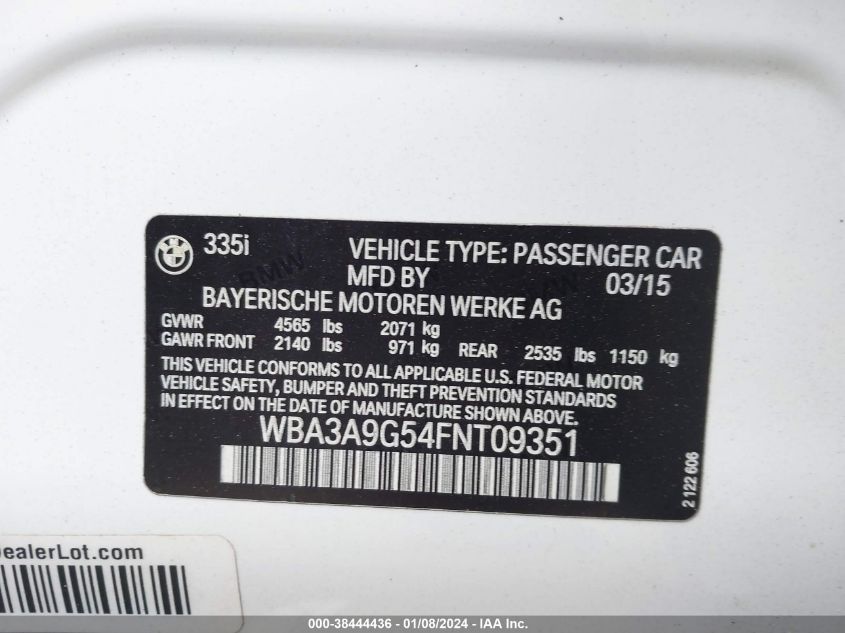 BMW
335i VEHICLE TYPE: PASSENGER CAR
MFD BY 03/15
BAYERISCHE MOTOREN WERKE AG
GVWR 4565 lbs 2071 kg
GAWR FRONT 2140 lbs 971 kg REAR 2535 lbs 1150 kg
THIS VEHICLE CONFORMS TO ALL APPLICABLE U.S. FEDERAL MOTOR
VEHICLE SAFETY, BUMPER AND THEFT PREVENTION STANDARDS
IN EFFECT ON THE DATE OF MANUFACTURE SHOWN ABOVE.
WBA3A9G54FNT09351
2 122 606
DealerLot.com
000-38444436 - 01/08/2024 - IAA Inc.